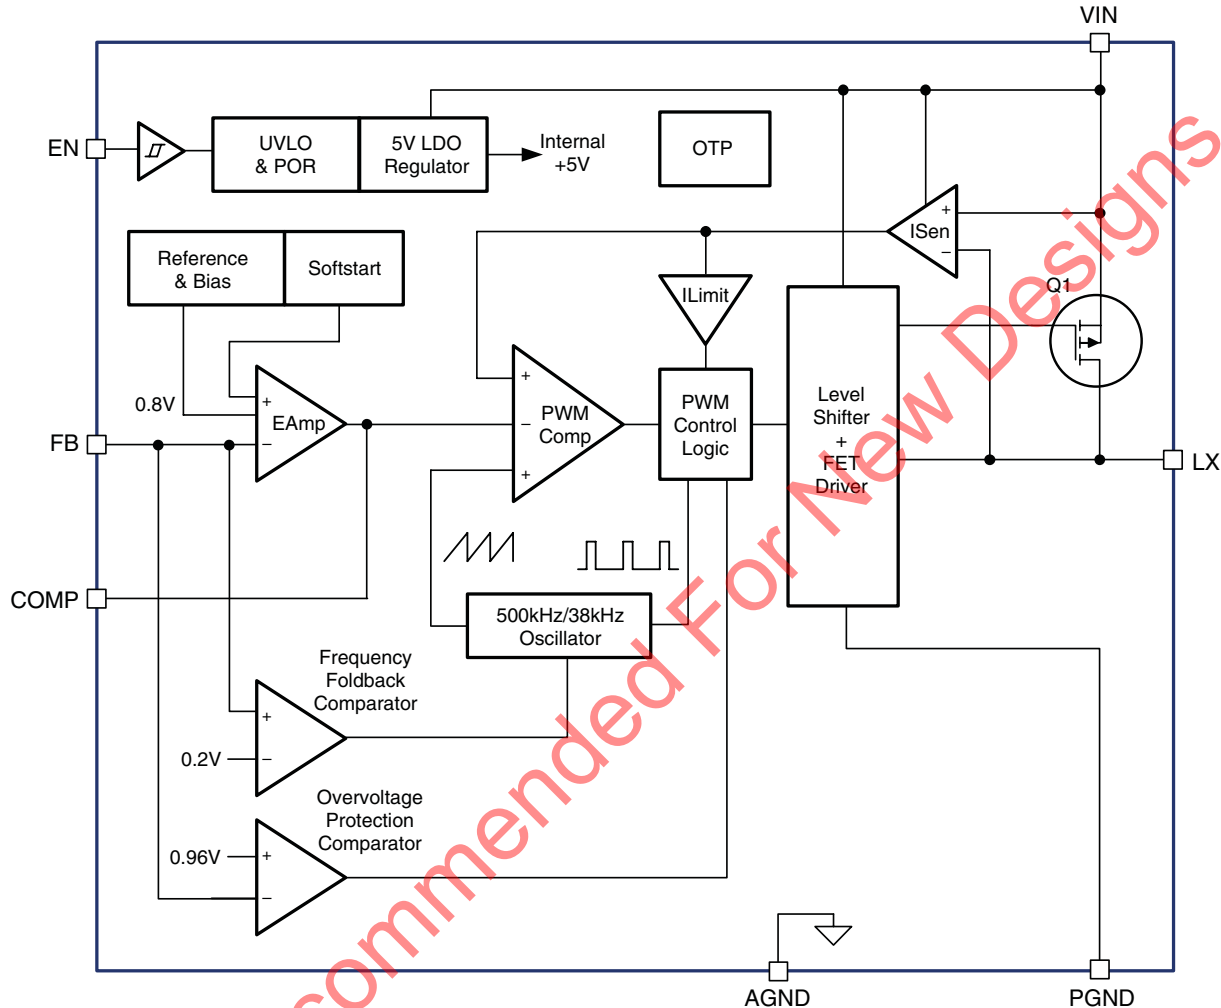 VIN
EN
UVLO
& POR
5V LDO
Regulator
Internal
+5V
OTP
Reference
& Bias
Softstart
ISen
+
−
ILimit
Q1
0.8V
+
EAmp
−
FB
+
−
PWM
Comp
+
PWM
Control
Logic
Level
Shifter
+
FET
Driver
LX
COMP
500kHz/38kHz
Oscillator
Frequency
Foldback
Comparator
+
0.2V
−
Overvoltage
Protection
Comparator
0.96V
+
−
AGND
PGND
commended For New Designs